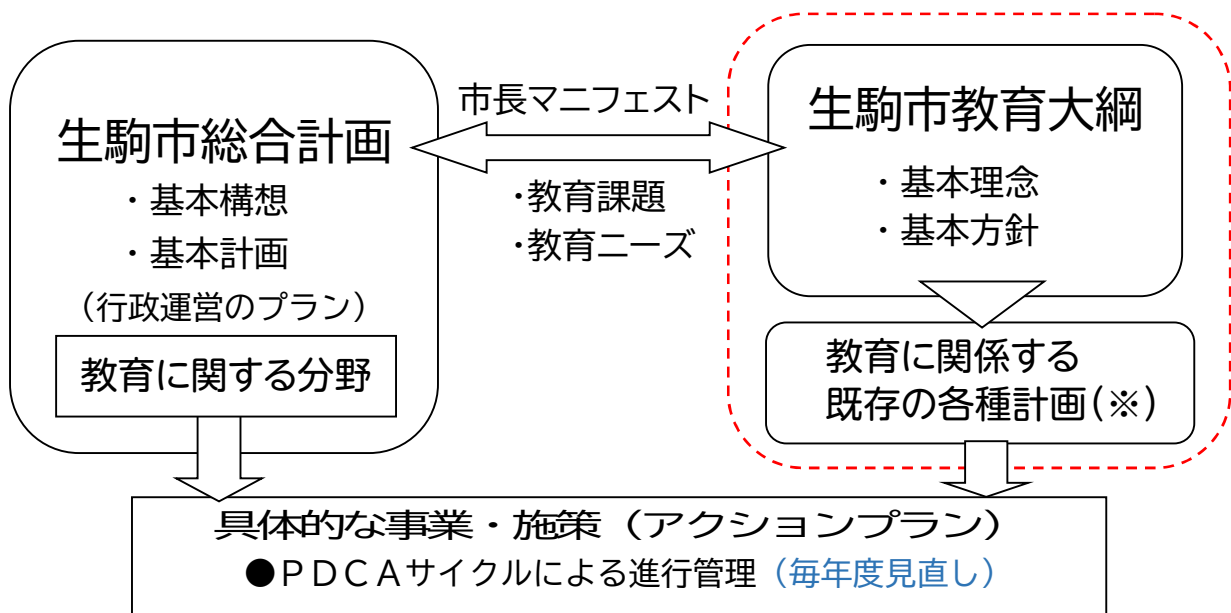 生駒市総合計画
・基本構想
・基本計画
（行政運営のプラン）
教育に関する分野
市長マニフェスト
・教育課題
・教育ニーズ
生駒市教育大綱
・基本理念
・基本方針
教育に関係する
既存の各種計画(※)
具体的な事業・施策（アクションプラン）
●ＰＤＣＡサイクルによる進行管理（毎年度見直し）